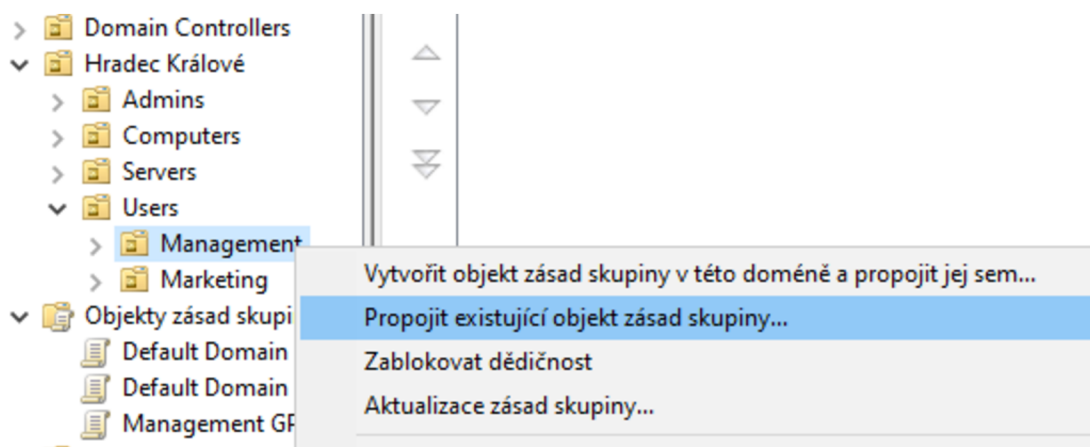 Domain Controllers
Hradec Králové
Admins
Computers
Servers
Users
Management
Marketing
Objekty zásad skupi
Default Domain
Default Domain
Management GP
Vytvořit objekt zásad skupiny v této doméně a propojit jej sem...
Propojit existující objekt zásad skupiny...
Zablokovat dědičnost
Aktualizace zásad skupiny...